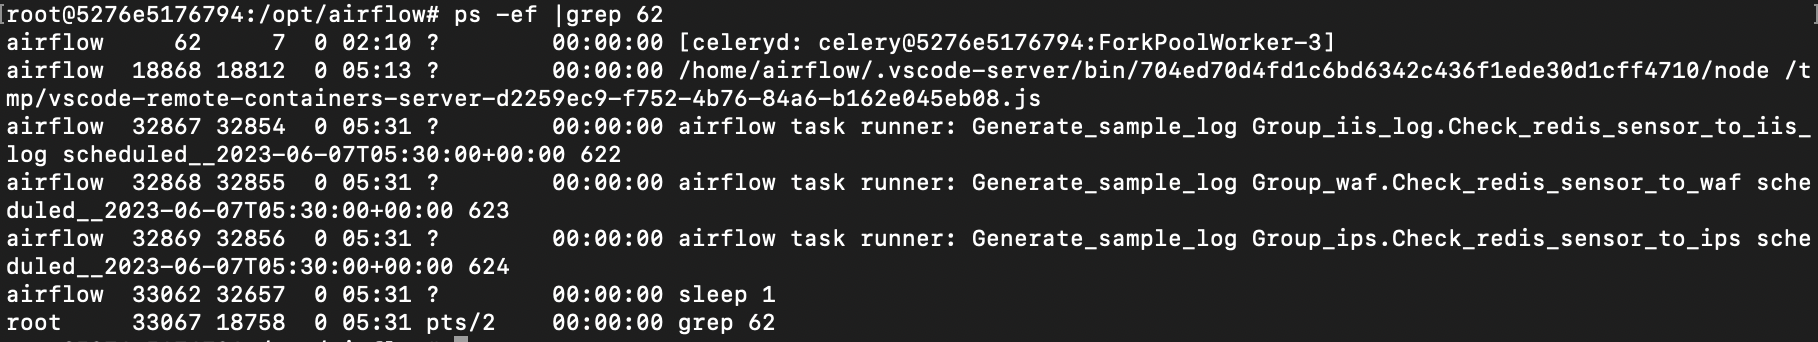 [root@5276e5176794:/opt/airflow# ps -ef |grep 62 ]
airflow     62     7  0 02:10 ?        00:00:00 [celeryd: celery@5276e5176794:ForkPoolWorker-3]
airflow  18868 18812  0 05:13 ?        00:00:00 /home/airflow/.vscode-server/bin/704ed70d4fd1c6bd6342c436f1ede30d1cff4710/node /t
mp/vscode-remote-containers-server-d2259ec9-f752-4b76-84a6-b162e045eb08.js
airflow  32867 32854  0 05:31 ?        00:00:00 airflow task runner: Generate_sample_log Group_iis_log.Check_redis_sensor_to_iis_
log scheduled__2023-06-07T05:30:00+00:00 622
airflow  32868 32855  0 05:31 ?        00:00:00 airflow task runner: Generate_sample_log Group_waf.Check_redis_sensor_to_waf sche
duled__2023-06-07T05:30:00+00:00 623
airflow  32869 32856  0 05:31 ?        00:00:00 airflow task runner: Generate_sample_log Group_ips.Check_redis_sensor_to_ips sche
duled__2023-06-07T05:30:00+00:00 624
airflow  33062 32657  0 05:31 ?        00:00:00 sleep 1
root     33067 18758  0 05:31 pts/2    00:00:00 grep 62